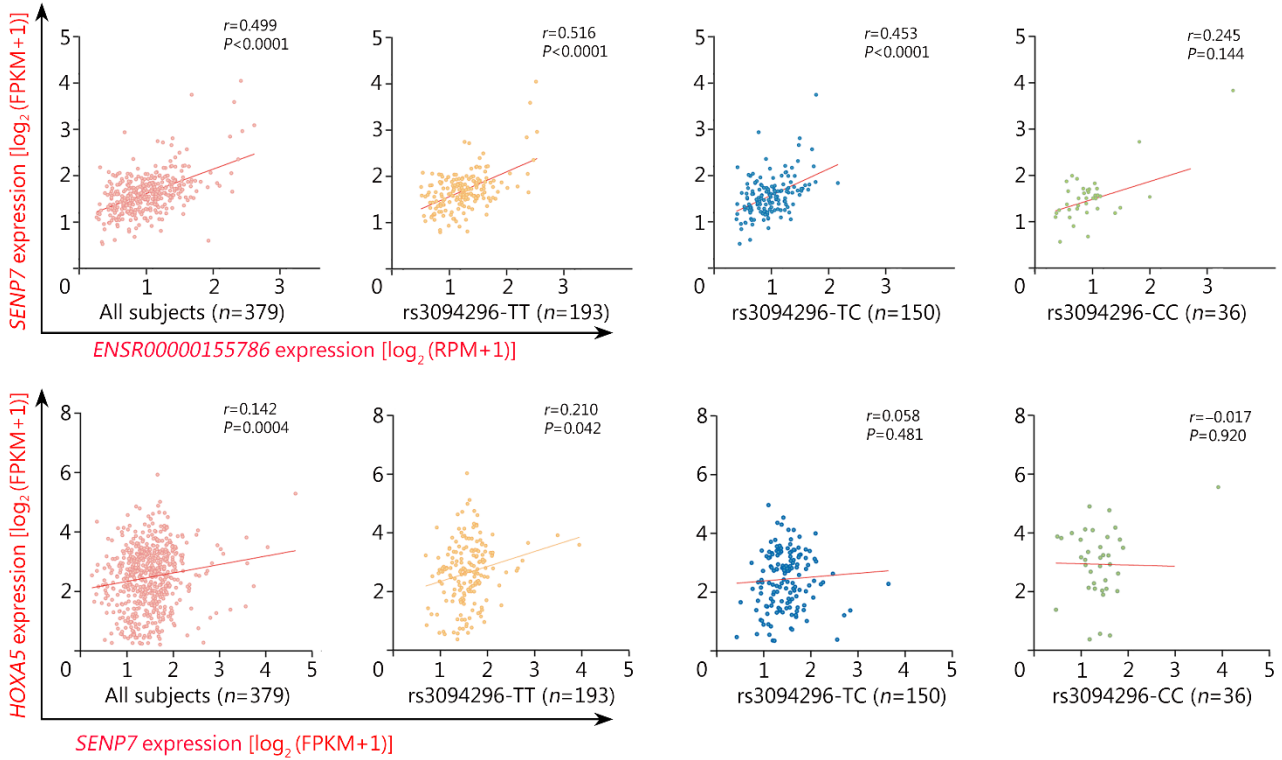 SENP7 expression [log2 (FPKM+1)]
r=0.499
P<0.0001
5
4
3
2
1
0
1
2
3
All subjects (n=379)
r=0.516
P<0.0001
5
4
3
2
1
0
1
2
3
rs3094296-TT (n=193)
r=0.453
P<0.0001
5
4
3
2
1
0
1
2
3
rs3094296-TC (n=150)
r=0.245
P=0.144
5
4
3
2
1
0
1
2
3
rs3094296-CC (n=36)
ENSR00000155786 expression [log2 (RPM+1)]
HOXA5 expression [log2 (FPKM+1)]
r=0.142
P=0.0004
8
6
4
2
0
1
2
3
4
5
All subjects (n=379)
r=0.210
P=0.042
8
6
4
2
0
1
2
3
4
5
rs3094296-TT (n=193)
r=0.058
P=0.481
8
6
4
2
0
1
2
3
4
5
rs3094296-TC (n=150)
r=−0.017
P=0.920
8
6
4
2
0
1
2
3
4
5
rs3094296-CC (n=36)
SENP7 expression [log2 (FPKM+1)]